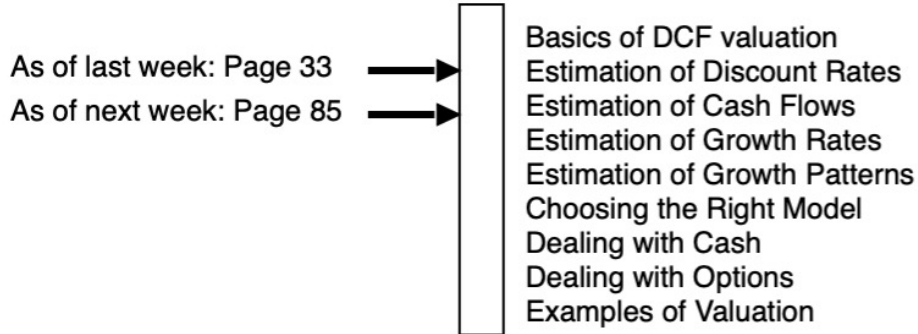 As of last week: Page 33
As of next week: Page 85
Basics of DCF valuation
Estimation of Discount Rates
Estimation of Cash Flows
Estimation of Growth Rates
Estimation of Growth Patterns
Choosing the Right Model
Dealing with Cash
Dealing with Options
Examples of Valuation